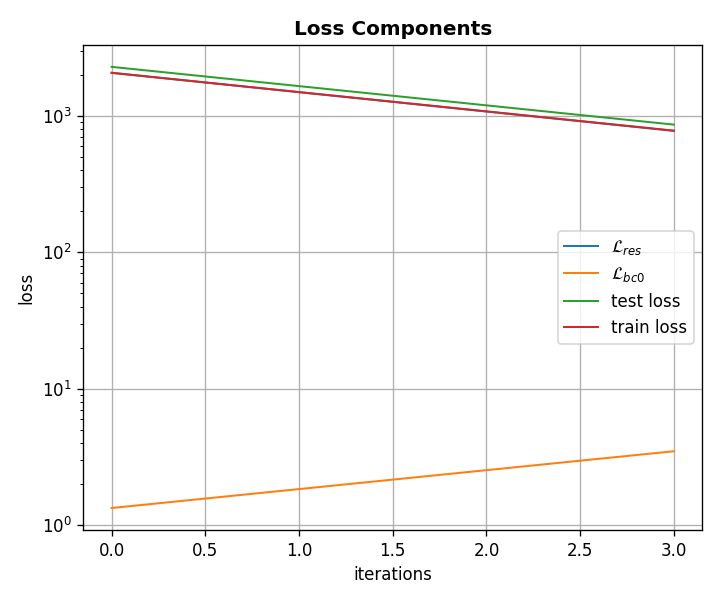 Loss Components
loss
10³
10²
10¹
10⁰
ℒ_res
ℒ_bc0
test loss
train loss
0.0 0.5 1.0 1.5 2.0 2.5 3.0
iterations